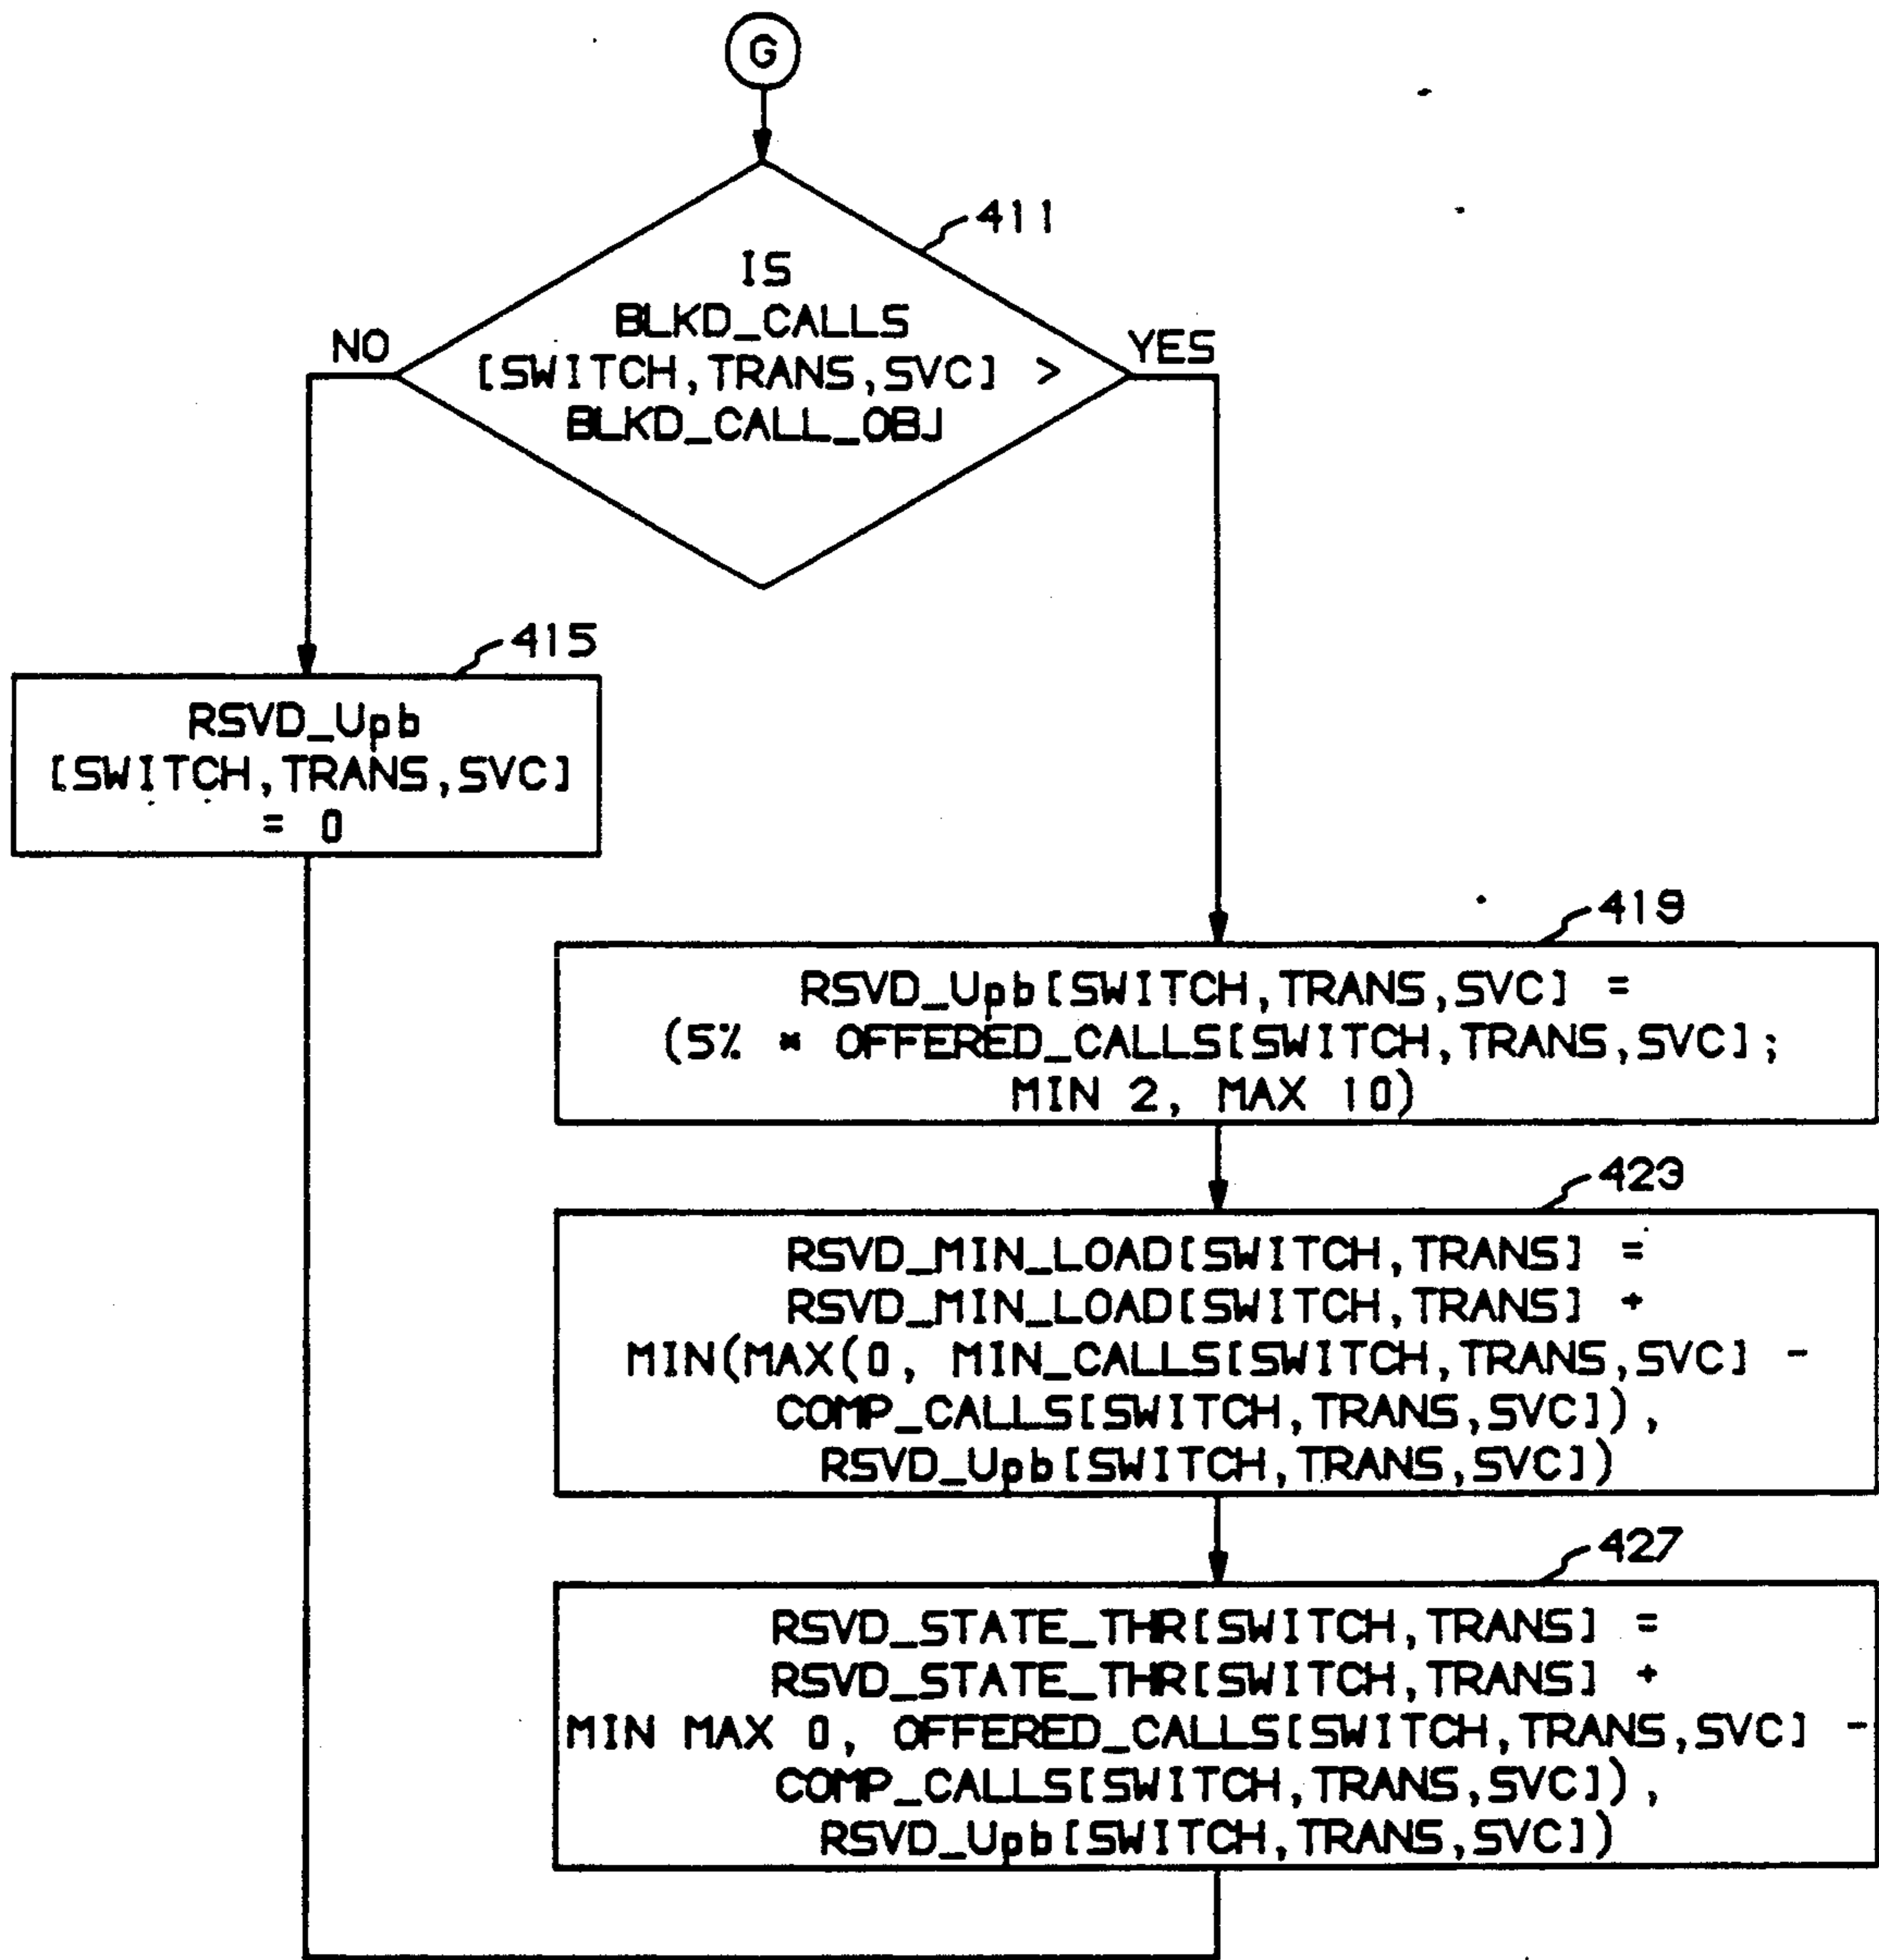 G
411
IS
BLKD_CALLS
[SWITCH,TRANS,SVC] >
BLKD_CALL_OBJ
NO
YES
415
RSVD_Upb
[SWITCH,TRANS,SVC]
= 0
419
RSVD_Upb[SWITCH,TRANS,SVC] =
(5% * OFFERED_CALLS[SWITCH,TRANS,SVC];
MIN 2, MAX 10)
423
RSVD_MIN_LOAD[SWITCH,TRANS] =
RSVD_MIN_LOAD[SWITCH,TRANS] +
MIN(MAX(0, MIN_CALLS[SWITCH,TRANS,SVC] -
COMP_CALLS[SWITCH,TRANS,SVC]),
RSVD_Upb[SWITCH,TRANS,SVC])
427
RSVD_STATE_THR[SWITCH,TRANS] =
RSVD_STATE_THR[SWITCH,TRANS] +
MIN MAX 0, OFFERED_CALLS[SWITCH,TRANS,SVC] -
COMP_CALLS[SWITCH,TRANS,SVC]),
RSVD_Upb[SWITCH,TRANS,SVC])